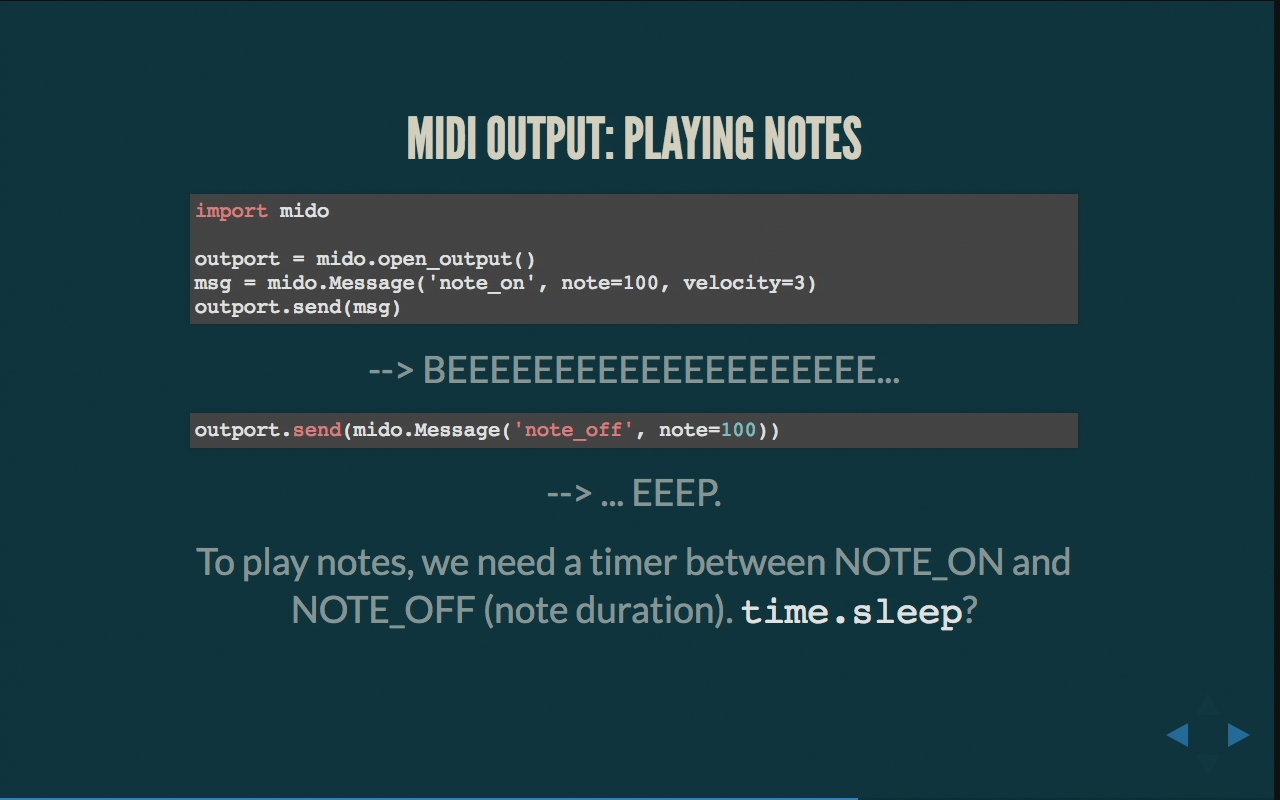 MIDI OUTPUT: PLAYING NOTES
import mido
outport = mido.open_output()
msg = mido.Message('note_on', note=100, velocity=3)
outport.send(msg)
--> BEEEEEEEEEEEEEEEEEEEEE...
outport.send(mido.Message('note_off', note=100))
--> ... EEEP.
To play notes, we need a timer between NOTE_ON and
NOTE_OFF (note duration). time.sleep?